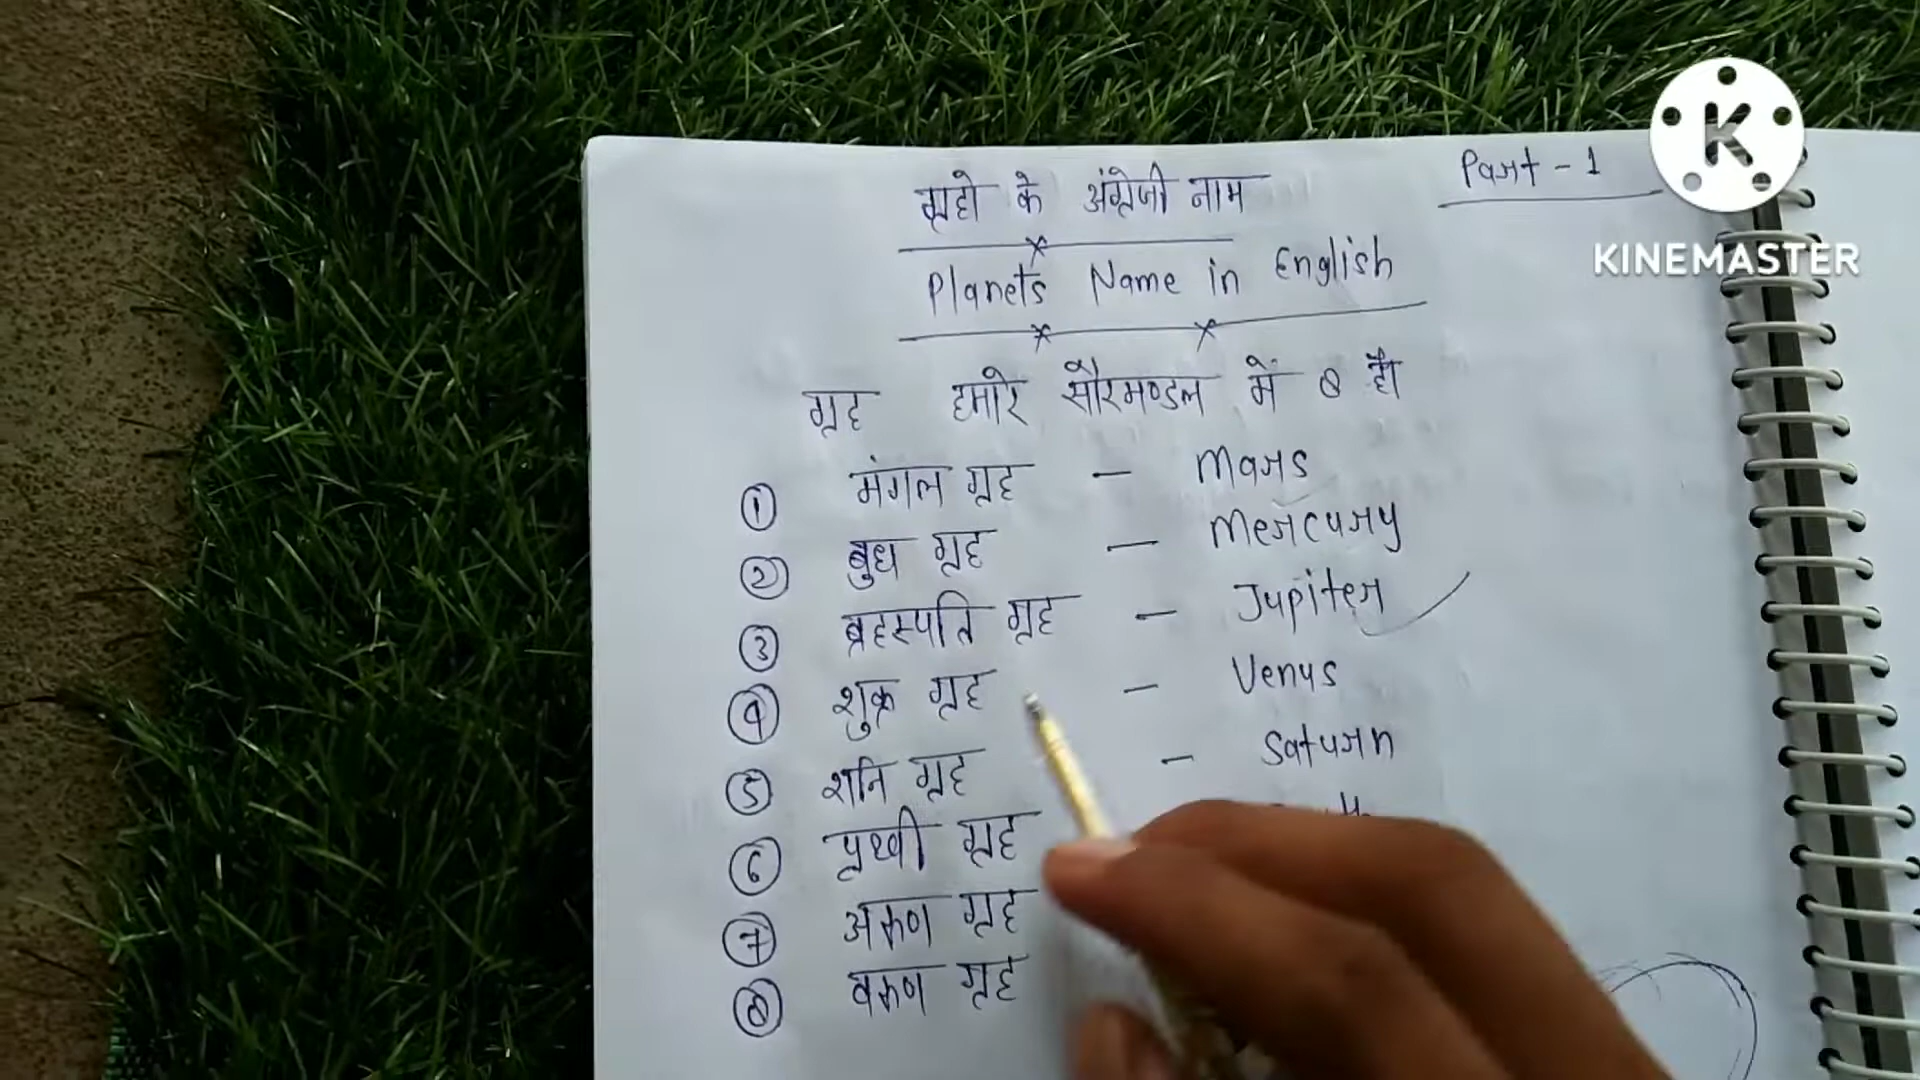 Part - 1
ग्रहो के अंग्रेजी नाम
Planets Name in English
ग्रह हमारे सौरमण्डल में 8 है।
① मंगल ग्रह - Mars
② बुध ग्रह - Mercury
③ ब्रहस्पति ग्रह - Jupiter
④ शुक्र ग्रह - Venus
⑤ शनि ग्रह - Saturn
⑥ पृथ्वी ग्रह
⑦ अरुण ग्रह
⑧ वरुण ग्रह
K
KINEMASTER